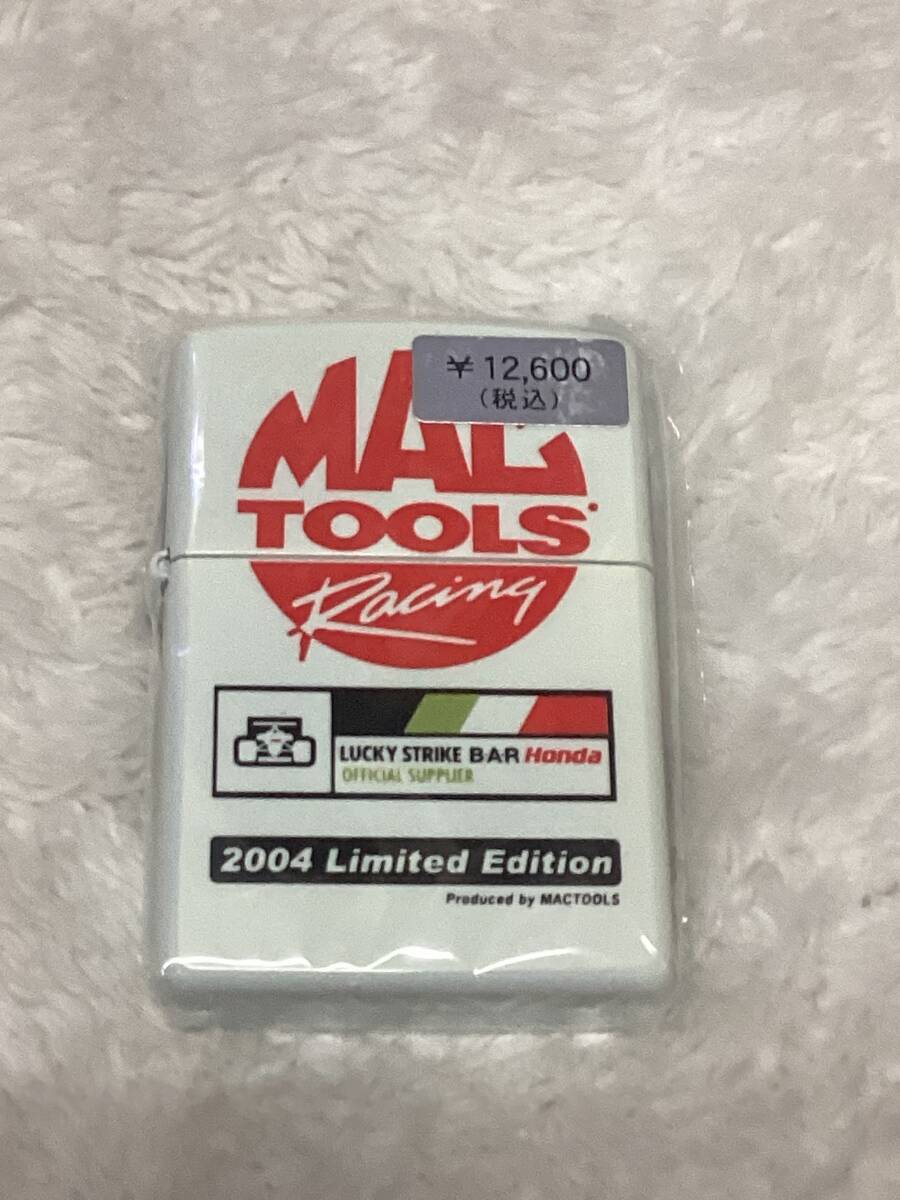 ¥12,600
(税込)
MAC
TOOLS
Racing
LUCKY STRIKE BAR Honda
OFFICIAL SUPPLIER
2004 Limited Edition
Produced by MACTOOLS